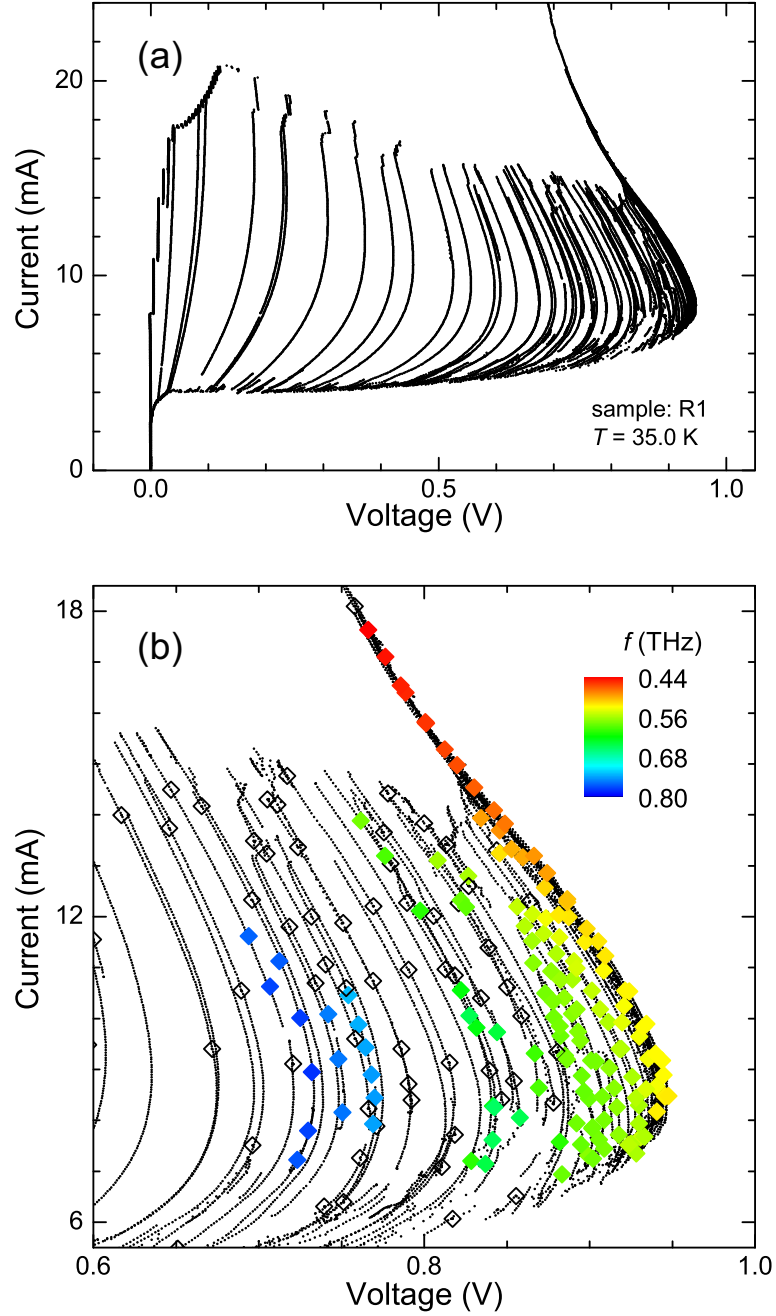 (a)
20
10
0
Current (mA)
sample: R1
T = 35.0 K
0.0 0.5 1.0
Voltage (V)
(b)
18
12
6
Current (mA)
f (THz)
0.44
0.56
0.68
0.80
0.6 0.8 1.0
Voltage (V)